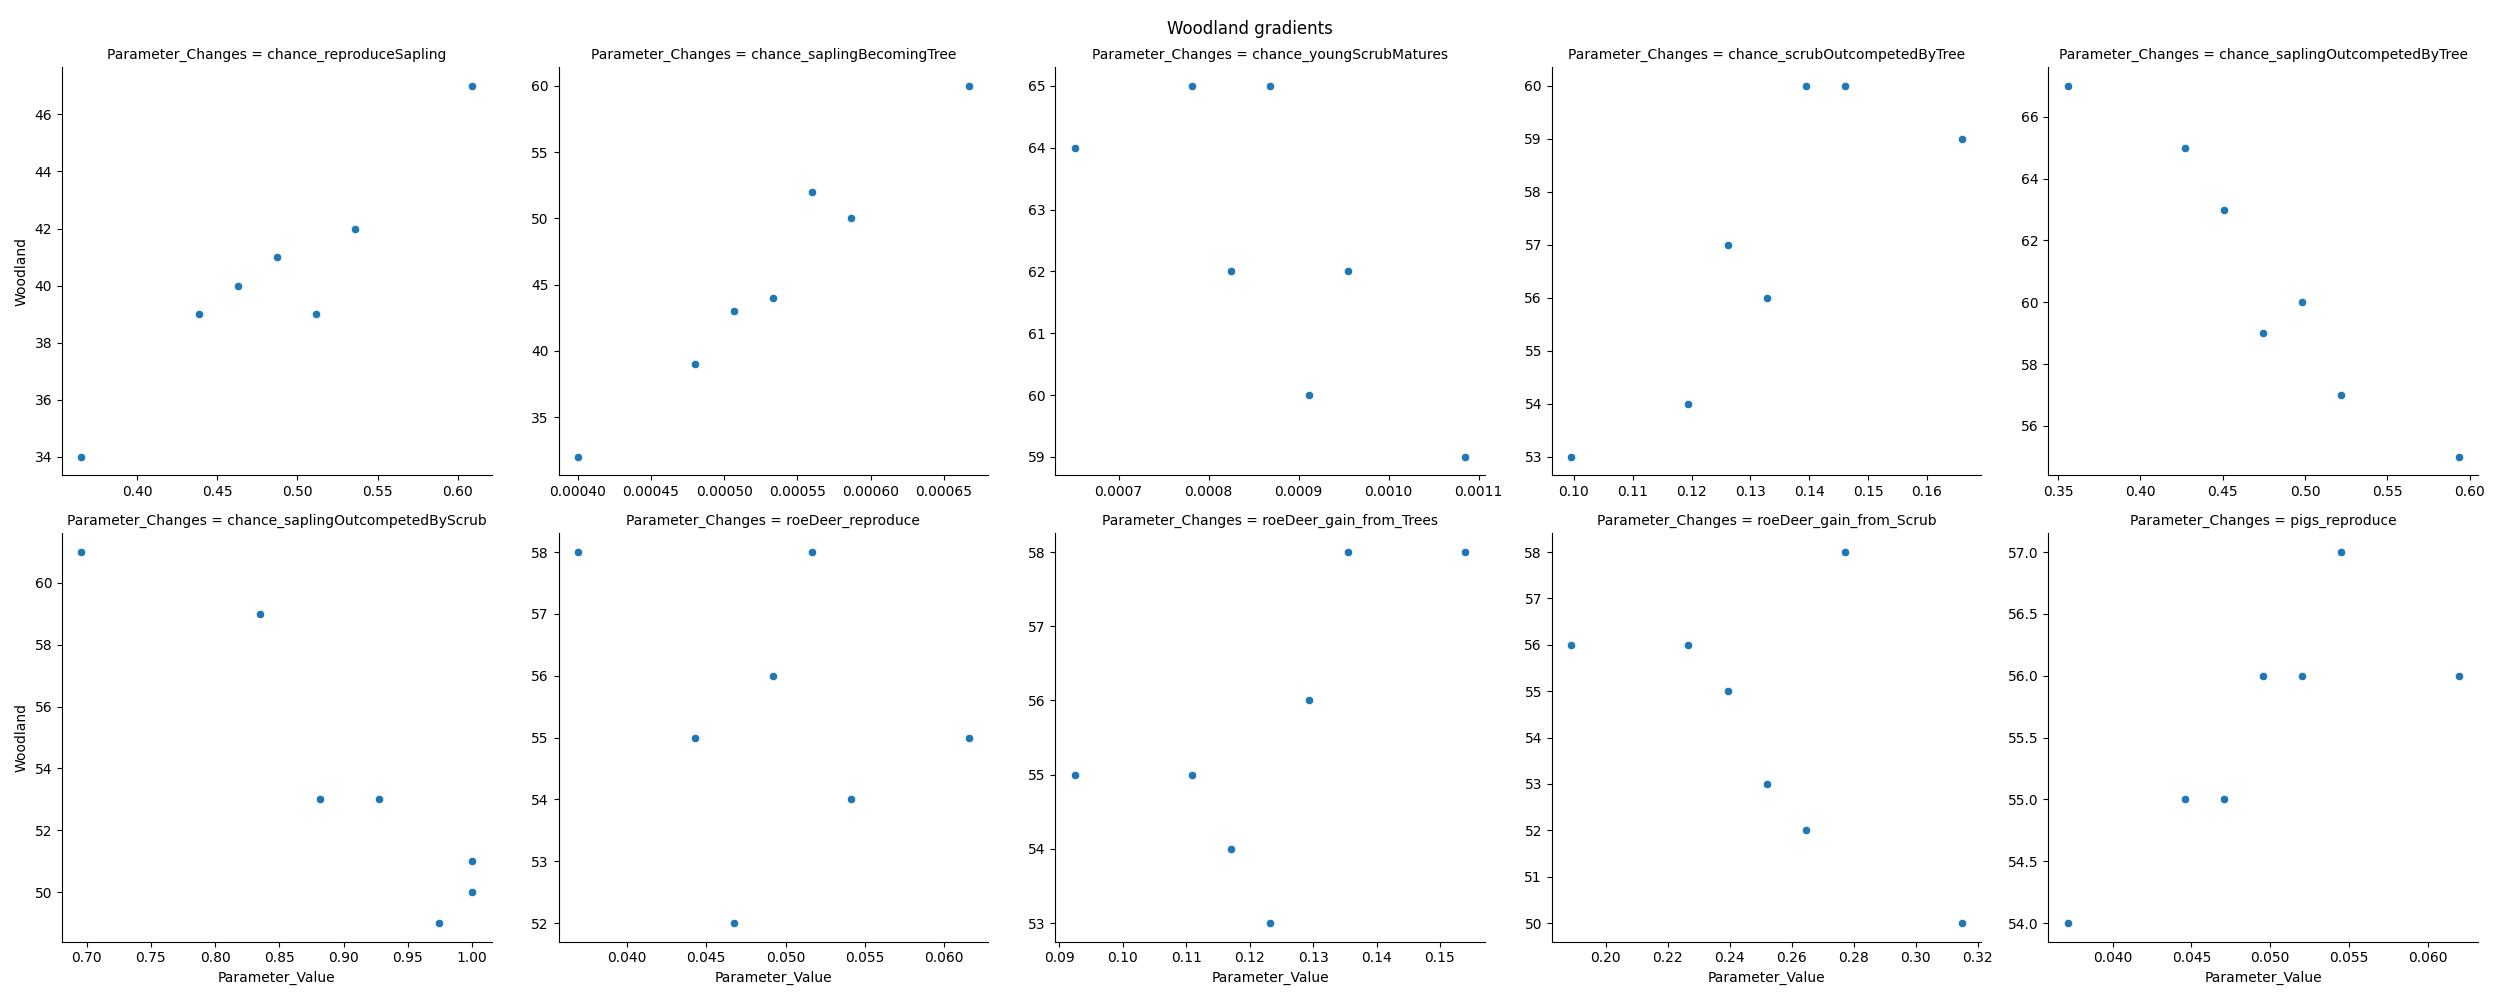 Woodland gradients
Parameter_Changes = chance_reproduceSapling
Woodland
46
44
42
40
38
36
34
0.40 0.45 0.50 0.55 0.60
Parameter_Changes = chance_saplingBecomingTree
60
55
50
45
40
35
0.00040 0.00045 0.00050 0.00055 0.00060 0.00065
Parameter_Changes = chance_youngScrubMatures
65
64
63
62
61
60
59
0.0007 0.0008 0.0009 0.0010 0.0011
Parameter_Changes = chance_scrubOutcompetedByTree
60
59
58
57
56
55
54
53
0.10 0.11 0.12 0.13 0.14 0.15 0.16
Parameter_Changes = chance_saplingOutcompetedByTree
66
64
62
60
58
56
0.35 0.40 0.45 0.50 0.55 0.60
Parameter_Changes = chance_saplingOutcompetedByScrub
Woodland
60
58
56
54
52
50
0.70 0.75 0.80 0.85 0.90 0.95 1.00
Parameter_Value
Parameter_Changes = roeDeer_reproduce
58
57
56
55
54
53
52
0.040 0.045 0.050 0.055 0.060
Parameter_Value
Parameter_Changes = roeDeer_gain_from_Trees
58
57
56
55
54
53
0.09 0.10 0.11 0.12 0.13 0.14 0.15
Parameter_Value
Parameter_Changes = roeDeer_gain_from_Scrub
58
57
56
55
54
53
52
51
50
0.20 0.22 0.24 0.26 0.28 0.30 0.32
Parameter_Value
Parameter_Changes = pigs_reproduce
57.0
56.5
56.0
55.5
55.0
54.5
54.0
0.040 0.045 0.050 0.055 0.060
Parameter_Value